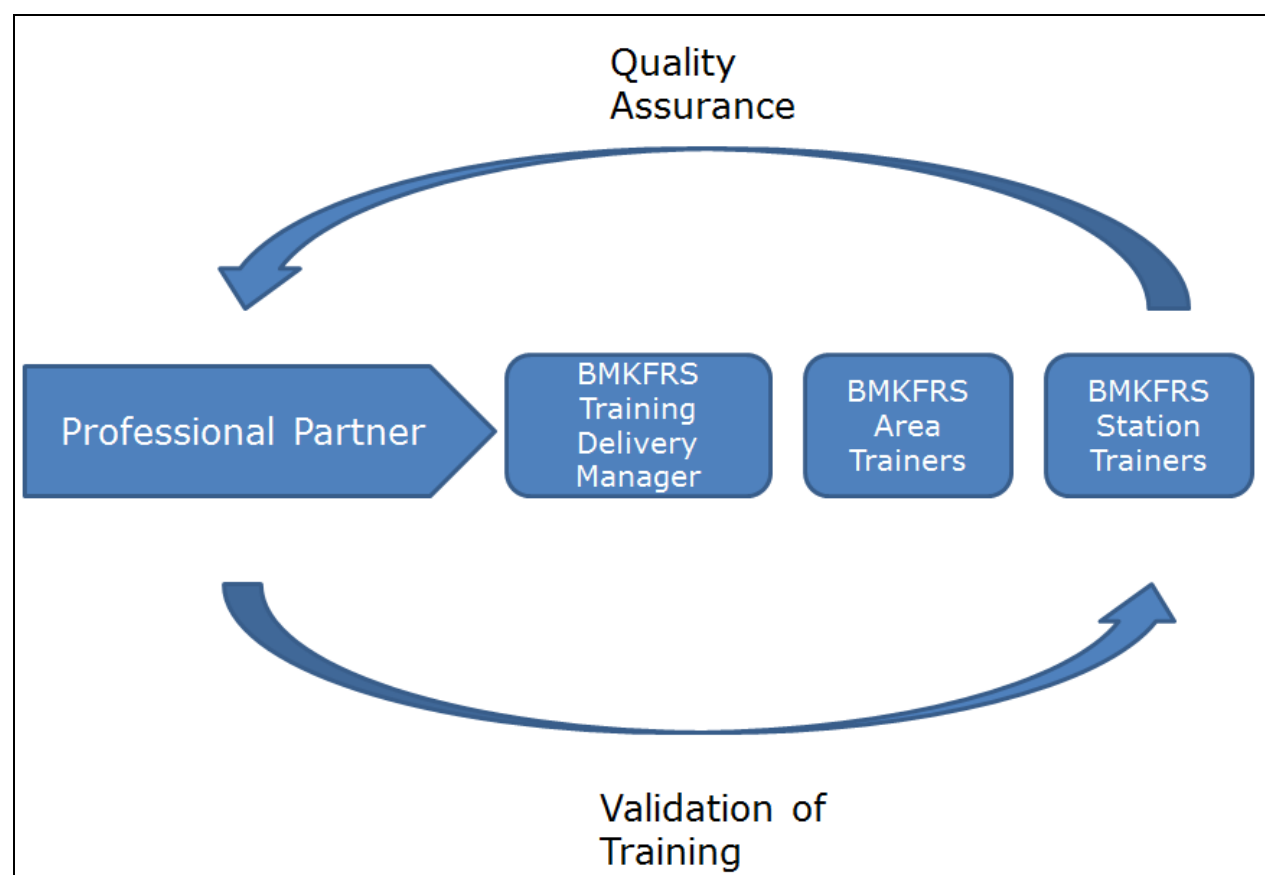 Quality
Assurance
Professional Partner
BMKFRS
Training
Delivery
Manager
BMKFRS
Area
Trainers
BMKFRS
Station
Trainers
Validation of
Training